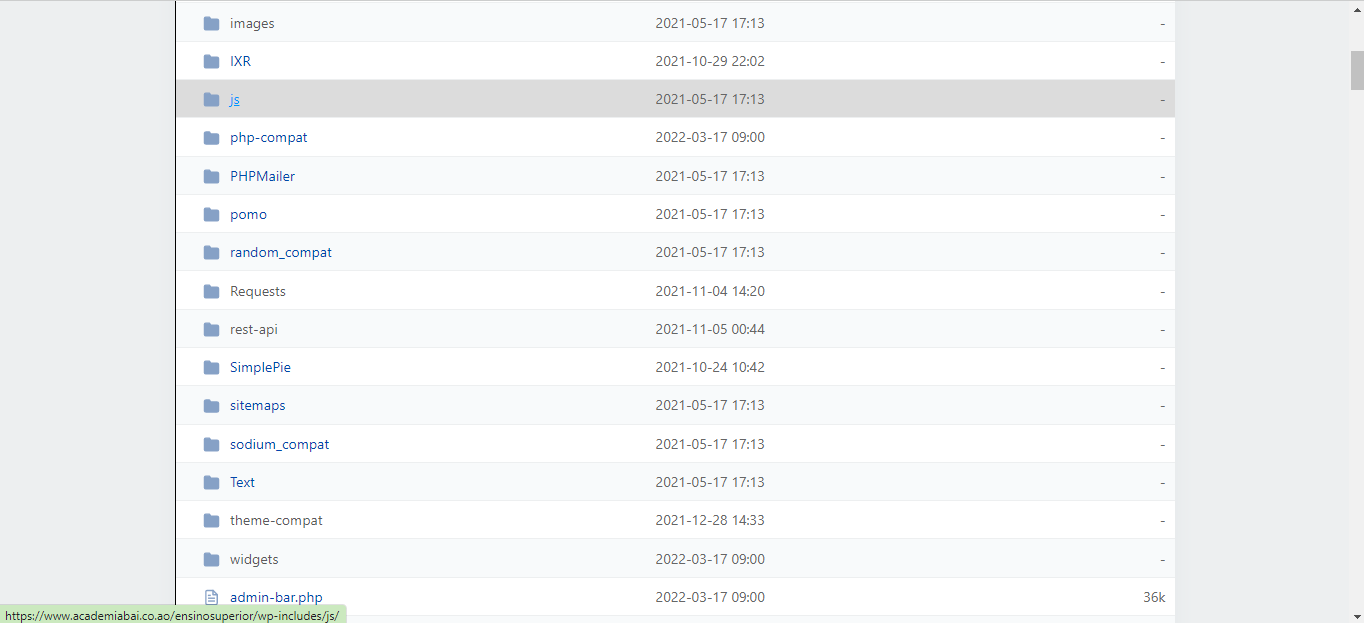 images 2021-05-17 17:13 -
IXR 2021-10-29 22:02 -
js 2021-05-17 17:13 -
php-compat 2022-03-17 09:00 -
PHPMailer 2021-05-17 17:13 -
pomo 2021-05-17 17:13 -
random_compat 2021-05-17 17:13 -
Requests 2021-11-04 14:20 -
rest-api 2021-11-05 00:44 -
SimplePie 2021-10-24 10:42 -
sitemaps 2021-05-17 17:13 -
sodium_compat 2021-05-17 17:13 -
Text 2021-05-17 17:13 -
theme-compat 2021-12-28 14:33 -
widgets 2022-03-17 09:00 -
admin-bar.php 2022-03-17 09:00 36k
https://www.academiabai.co.ao/ensinosuperior/wp-includes/js/